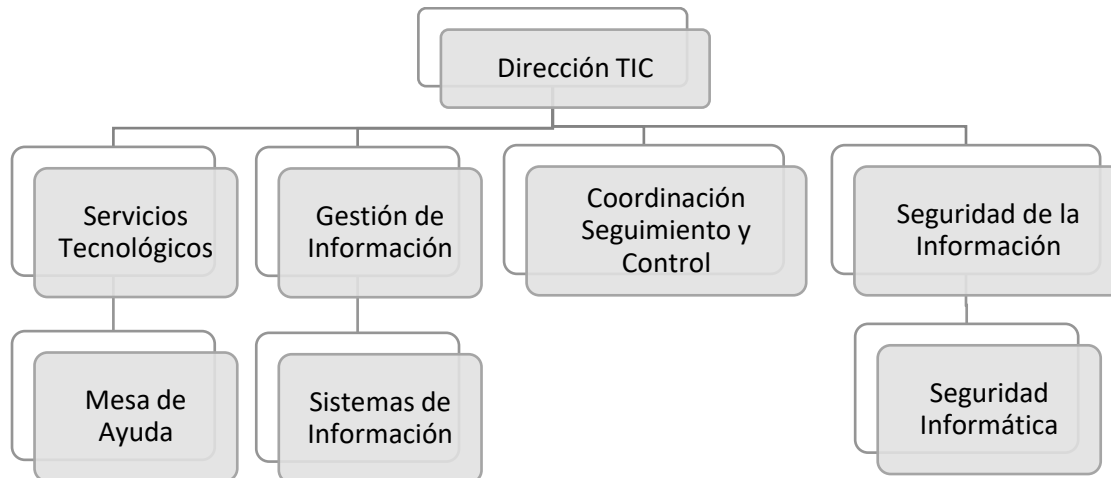 Dirección TIC
Servicios
Tecnológicos
Gestión de
Información
Coordinación
Seguimiento y
Control
Seguridad de la
Información
Mesa de
Ayuda
Sistemas de
Información
Seguridad
Informática